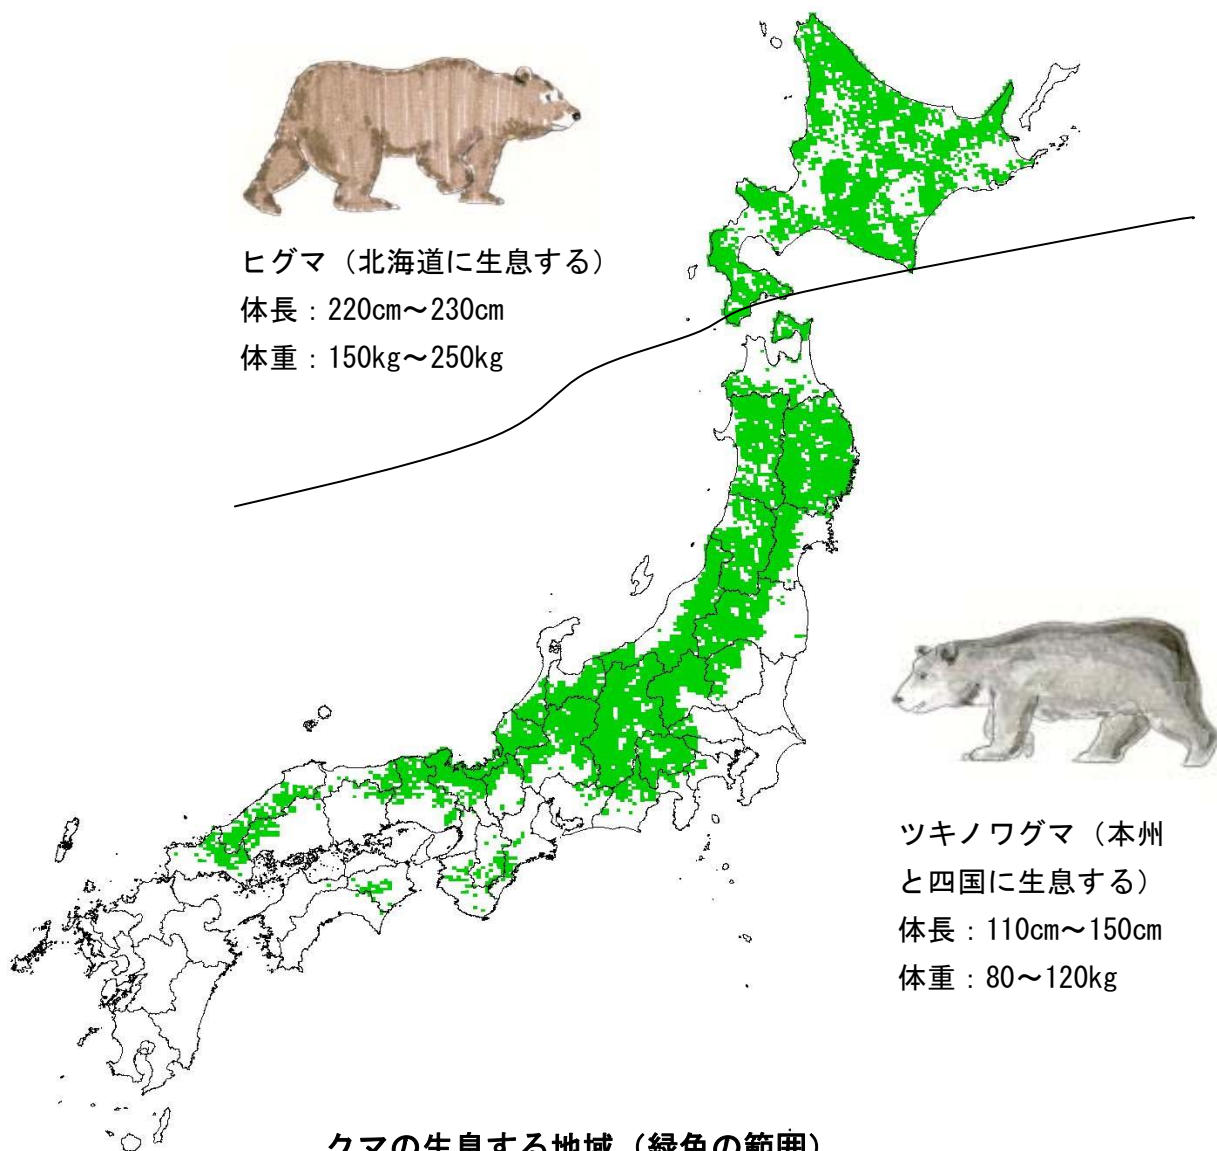 ヒグマ（北海道に生息する）
体長：220cm～230cm
体重：150kg～250kg
ツキノワグマ（本州
と四国に生息する）
体長：110cm～150cm
体重：80～120kg
クマの生息する地域（緑色の範囲）